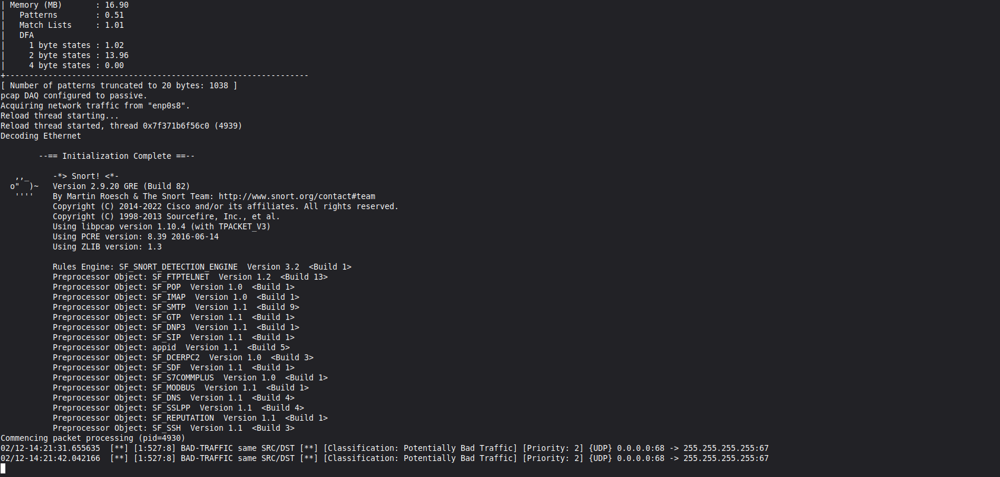 | Memory (MB)       : 16.90
|   Patterns        : 0.51
|   Match Lists     : 1.01
|   DFA
|     1 byte states : 1.02
|     2 byte states : 13.96
|     4 byte states : 0.00
+----------------------------------------------------------------
[ Number of patterns truncated to 20 bytes: 1038 ]
pcap DAQ configured to passive.
Acquiring network traffic from "enp0s8".
Reload thread starting...
Reload thread started, thread 0x7f371b6f56c0 (4939)
Decoding Ethernet

        --== Initialization Complete ==--

   ,,_     -*> Snort! <*-
  o"  )~   Version 2.9.20 GRE (Build 82)
   ''''    By Martin Roesch & The Snort Team: http://www.snort.org/contact#team
           Copyright (C) 2014-2022 Cisco and/or its affiliates. All rights reserved.
           Copyright (C) 1998-2013 Sourcefire, Inc., et al.
           Using libpcap version 1.10.4 (with TPACKET_V3)
           Using PCRE version: 8.39 2016-06-14
           Using ZLIB version: 1.3

           Rules Engine: SF_SNORT_DETECTION_ENGINE  Version 3.2  <Build 1>
           Preprocessor Object: SF_FTPTELNET  Version 1.2  <Build 13>
           Preprocessor Object: SF_POP  Version 1.0  <Build 1>
           Preprocessor Object: SF_IMAP  Version 1.0  <Build 1>
           Preprocessor Object: SF_SMTP  Version 1.1  <Build 9>
           Preprocessor Object: SF_GTP  Version 1.1  <Build 1>
           Preprocessor Object: SF_DNP3  Version 1.1  <Build 1>
           Preprocessor Object: SF_SIP  Version 1.1  <Build 1>
           Preprocessor Object: appid  Version 1.1  <Build 5>
           Preprocessor Object: SF_DCERPC2  Version 1.0  <Build 3>
           Preprocessor Object: SF_SDF  Version 1.1  <Build 1>
           Preprocessor Object: SF_S7COMMPLUS  Version 1.0  <Build 1>
           Preprocessor Object: SF_MODBUS  Version 1.1  <Build 1>
           Preprocessor Object: SF_DNS  Version 1.1  <Build 4>
           Preprocessor Object: SF_SSLPP  Version 1.1  <Build 4>
           Preprocessor Object: SF_REPUTATION  Version 1.1  <Build 1>
           Preprocessor Object: SF_SSH  Version 1.1  <Build 3>
Commencing packet processing (pid=4930)
02/12-14:21:31.655635  [**] [1:527:8] BAD-TRAFFIC same SRC/DST [**] [Classification: Potentially Bad Traffic] [Priority: 2] {UDP} 0.0.0.0:68 -> 255.255.255.255:67
02/12-14:21:42.042166  [**] [1:527:8] BAD-TRAFFIC same SRC/DST [**] [Classification: Potentially Bad Traffic] [Priority: 2] {UDP} 0.0.0.0:68 -> 255.255.255.255:67